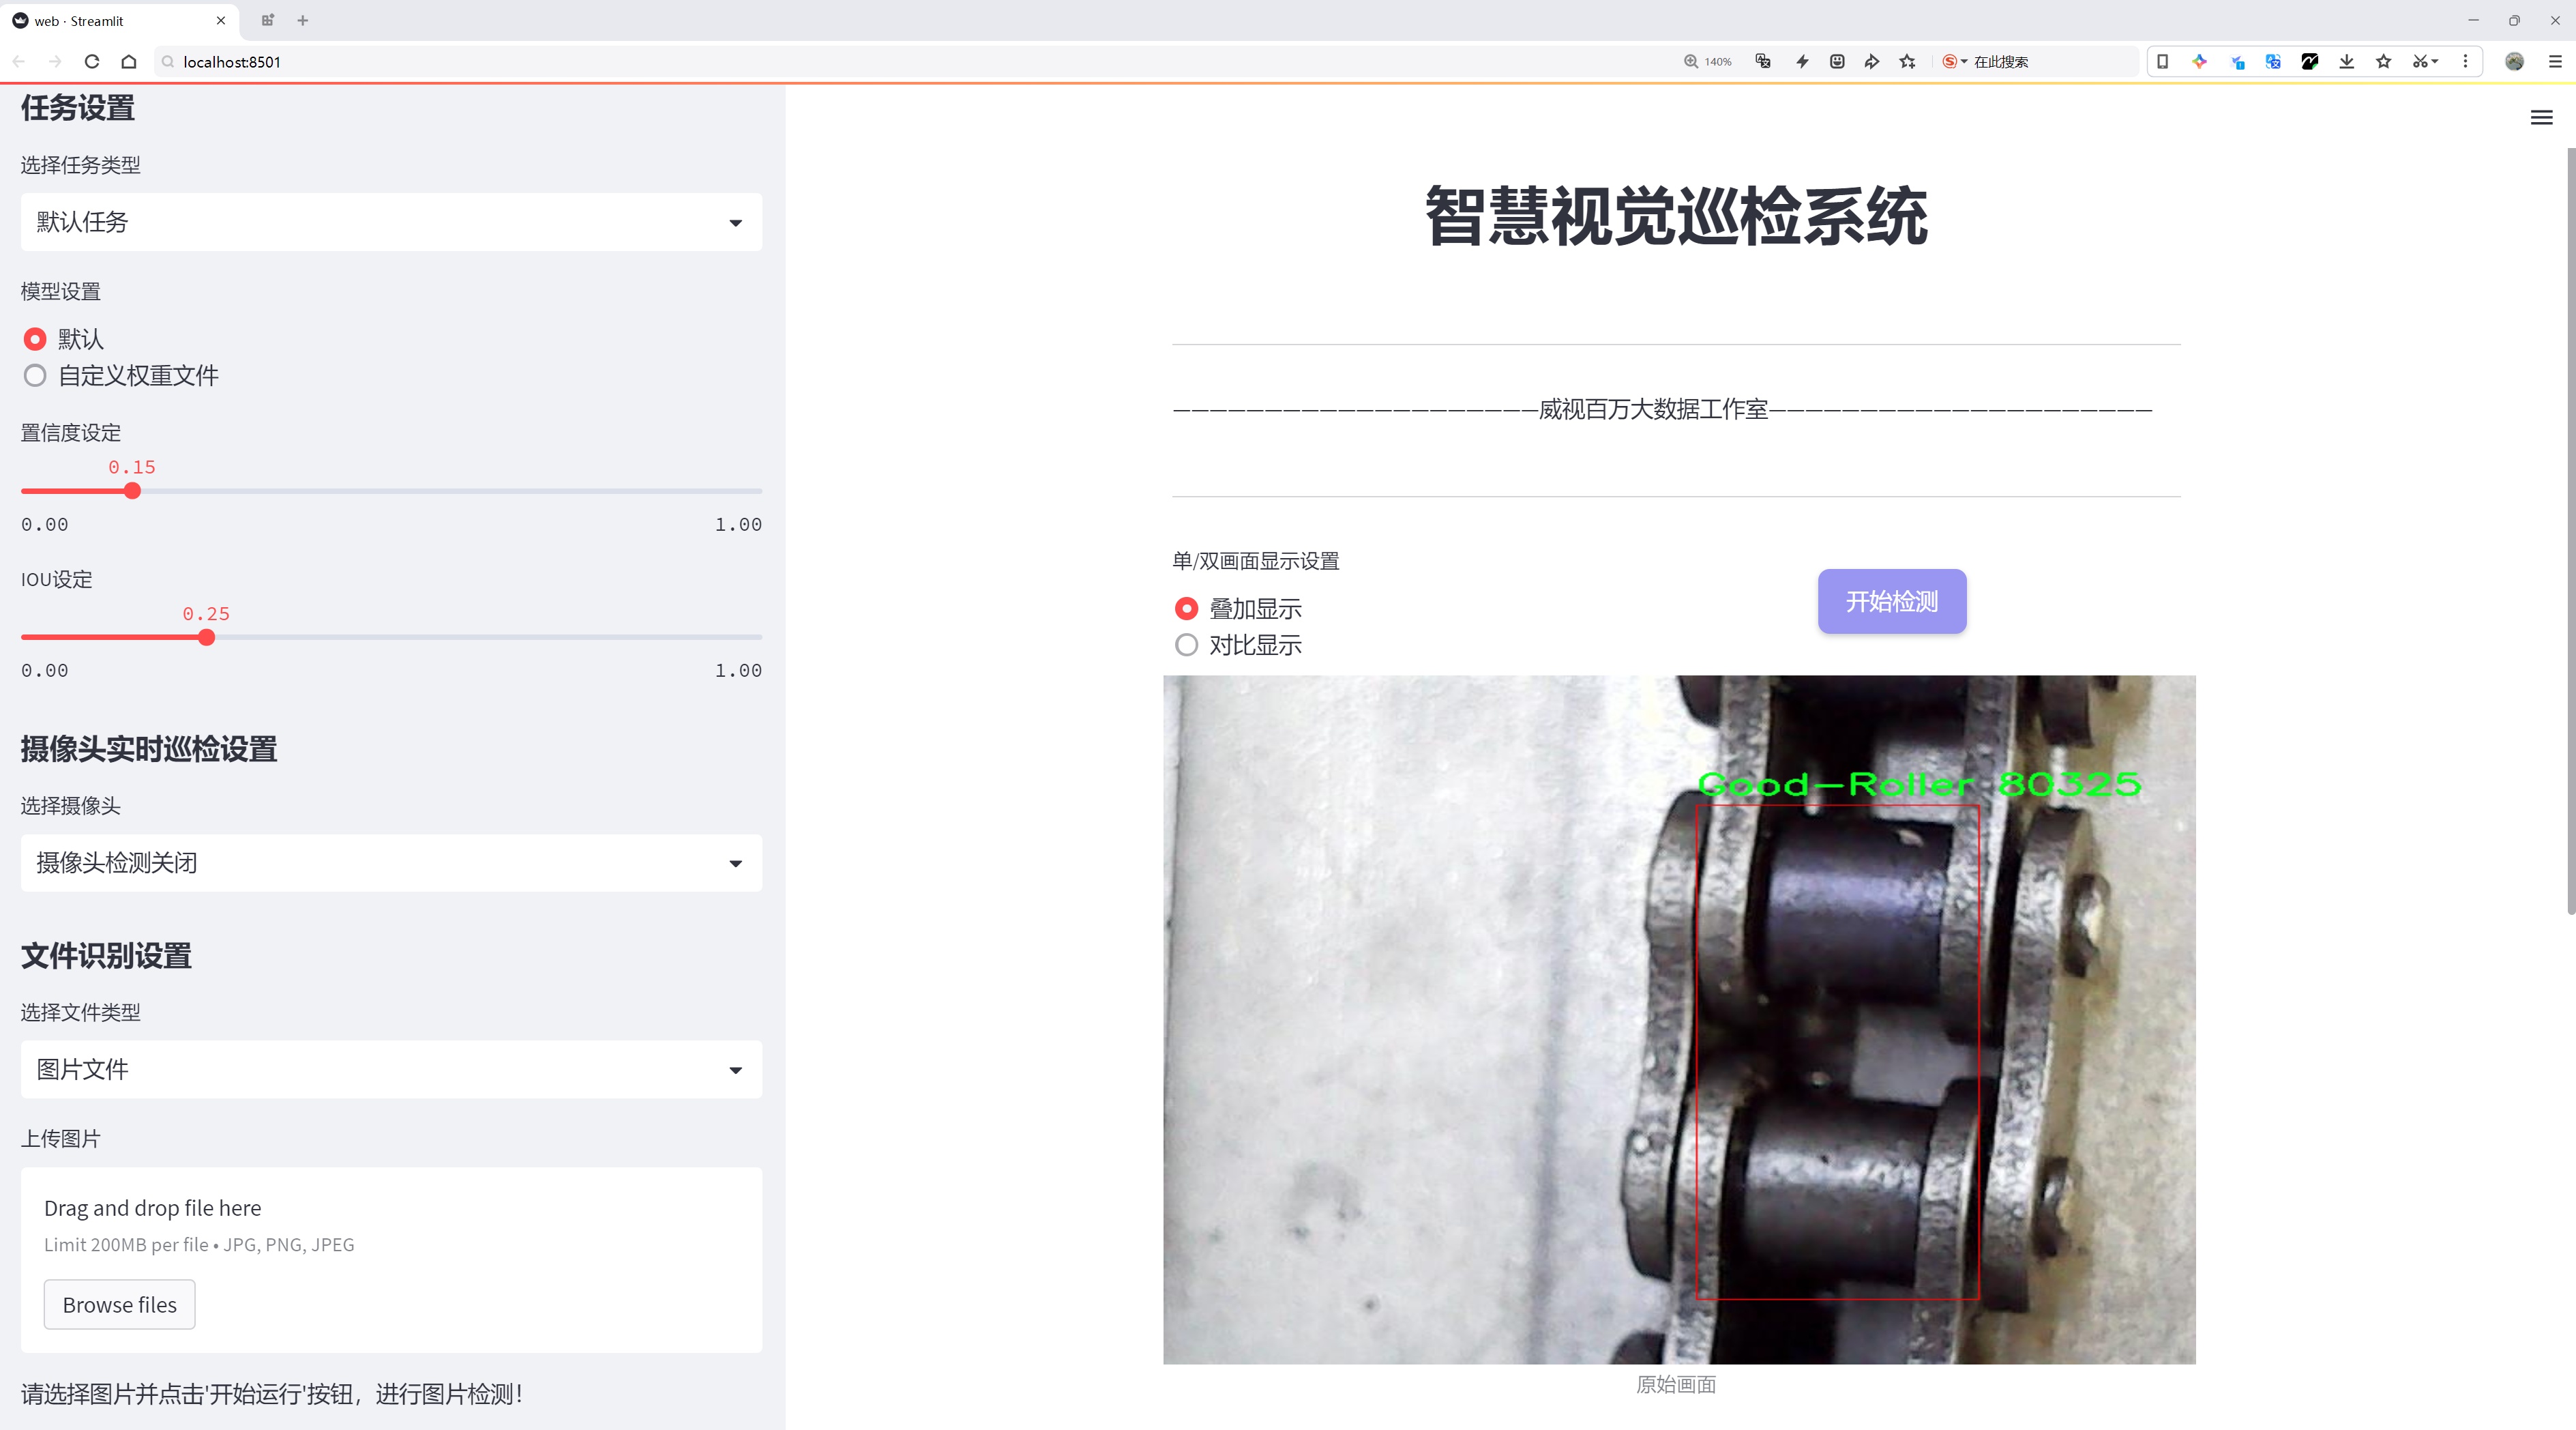 web · Streamlit
localhost:8501
140%
在此搜索
任务设置
选择任务类型
默认任务
模型设置
默认
自定义权重文件
置信度设定
0.15
0.00 1.00
IOU设定
0.25
0.00 1.00
摄像头实时巡检设置
选择摄像头
摄像头检测关闭
文件识别设置
选择文件类型
图片文件
上传图片
Drag and drop file here
Limit 200MB per file • JPG, PNG, JPEG
Browse files
请选择图片并点击'开始运行'按钮，进行图片检测！
智慧视觉巡检系统
—————————————————————威视百万大数据工作室——————————————————————
单/双画面显示设置
叠加显示
对比显示
开始检测
Good-Roller 80325
原始画面